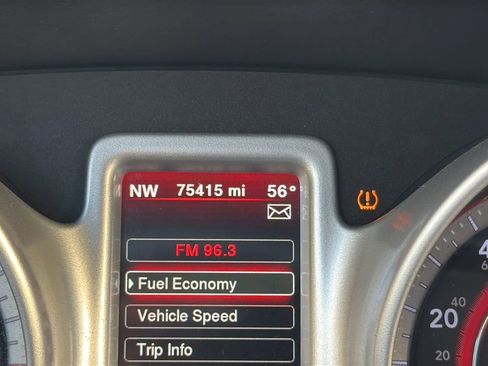 NW 75415 mi 56°
FM 96.3
Fuel Economy
Vehicle Speed
Trip Info
40
20
20